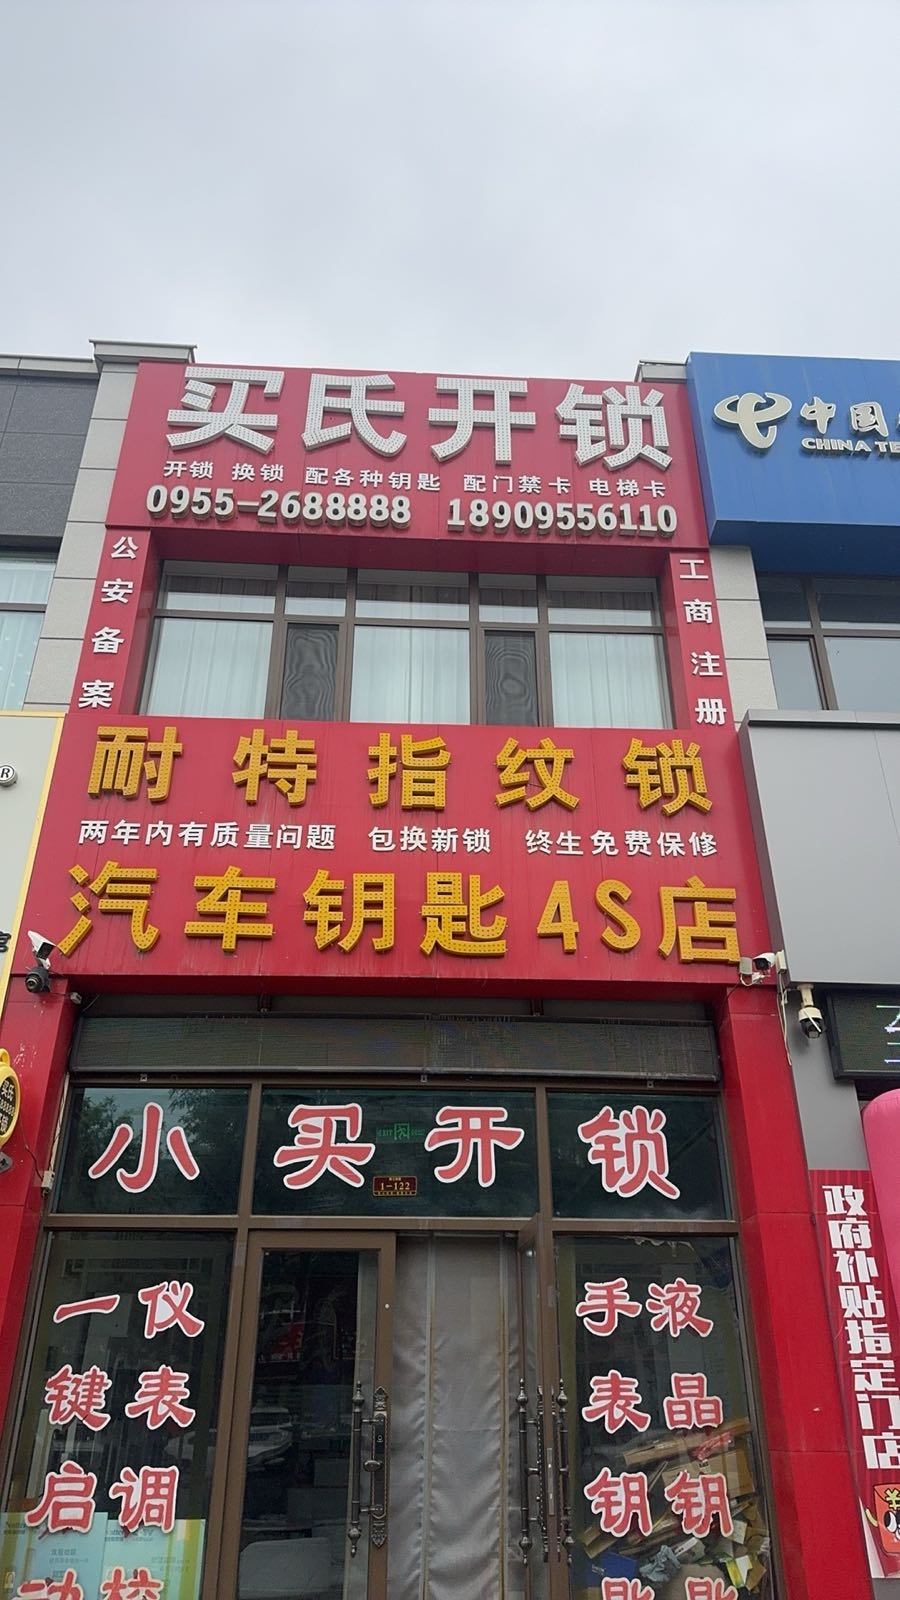 买氏开锁
开锁 换锁 配各种钥匙 配门禁卡 电梯卡
0955-2688888 18909556110
中国
CHINA TE
公安备案
工商注册
耐特指纹锁
两年内有质量问题 包换新锁 终生免费保修
汽车钥匙4S店
小买开锁
EXIT
1-122
一键启动
仪表调校
手表钥匙
液晶钥匙
政府补贴指定门店